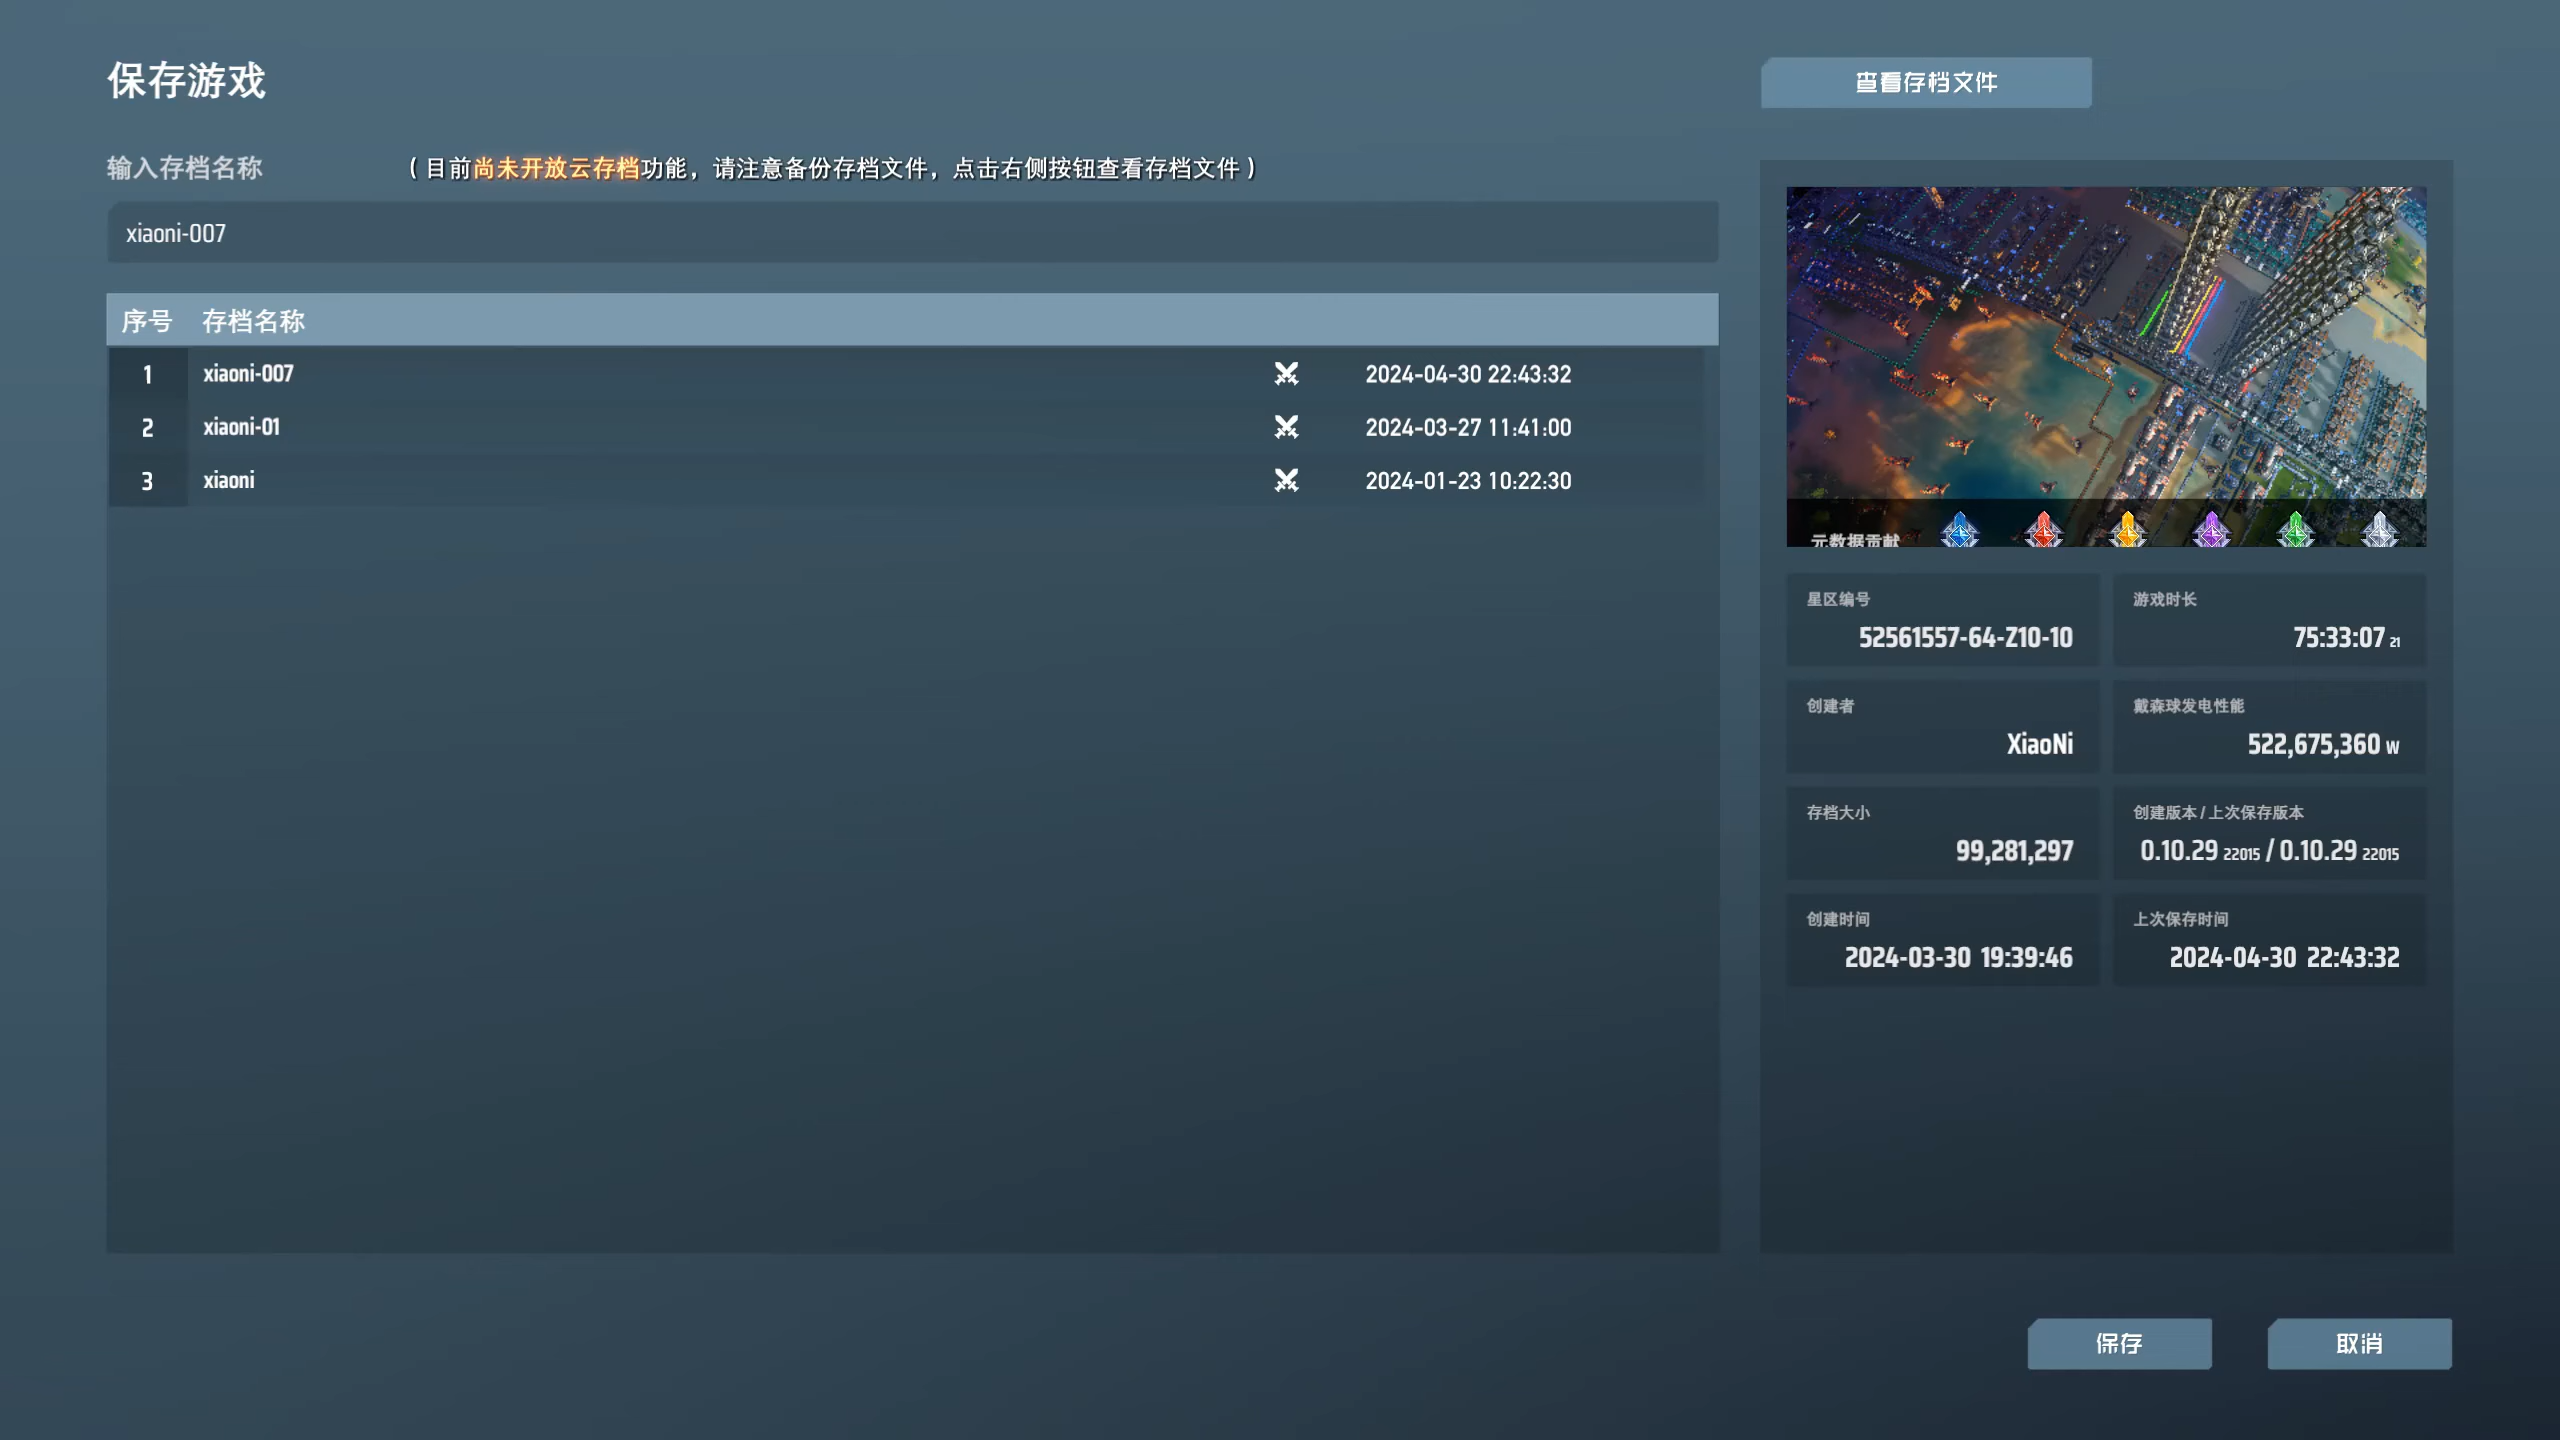 保存游戏
查看存档文件
输入存档名称
（目前尚未开放云存档功能，请注意备份存档文件，点击右侧按钮查看存档文件）
xiaoni-007
序号 存档名称
1 xiaoni-007 2024-04-30 22:43:32
2 xiaoni-01 2024-03-27 11:41:00
3 xiaoni 2024-01-23 10:22:30
元数据贡献
星区编号
52561557-64-Z10-10
游戏时长
75:33:07 21
创建者
XiaoNi
戴森球发电性能
522,675,360 W
存档大小
99,281,297
创建版本 / 上次保存版本
0.10.29 22015 / 0.10.29 22015
创建时间
2024-03-30 19:39:46
上次保存时间
2024-04-30 22:43:32
保存
取消